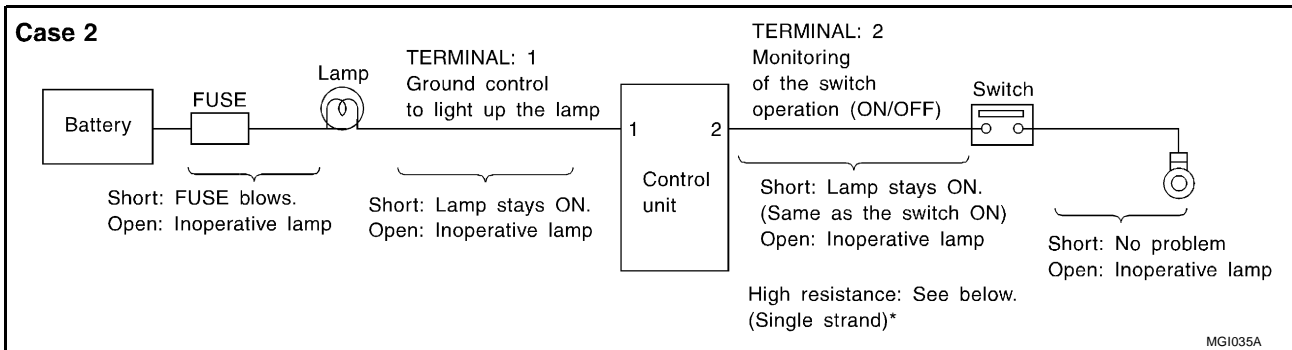 Case 2
Battery
FUSE
Lamp
TERMINAL: 1
Ground control
to light up the lamp
1
2
Control
unit
TERMINAL: 2
Monitoring
of the switch
operation (ON/OFF)
Switch
Short: FUSE blows.
Open: Inoperative lamp
Short: Lamp stays ON.
Open: Inoperative lamp
Short: Lamp stays ON.
(Same as the switch ON)
Open: Inoperative lamp
High resistance: See below.
(Single strand)*
Short: No problem
Open: Inoperative lamp
MGI035A